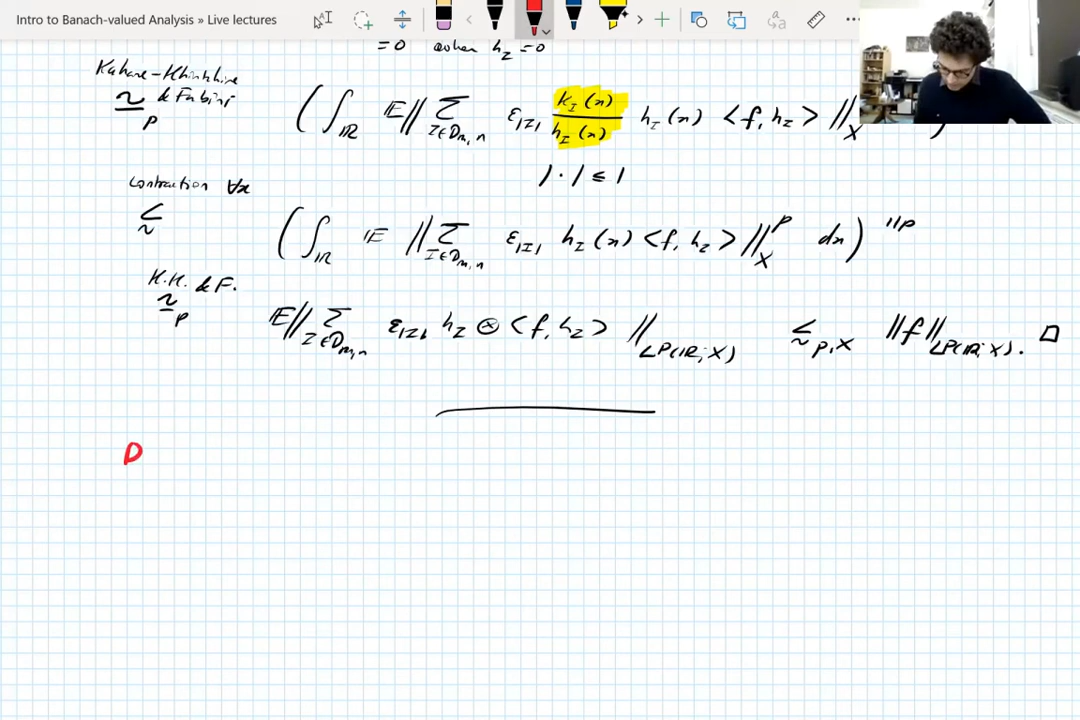 Intro to Banach-valued Analysis » Live lectures
= 0 when h_I = 0
Kahane-Khintchine
& Fubini
≂_p ( ∫_ℝ 𝔼 ‖ Σ_{I∈𝒟_{m,n}} ε_{|I|} k_I(x)/h_I(x) h_I(x) <f, h_I> ‖_X )
| · | ≤ 1
contraction ∀x
≲ ( ∫_ℝ 𝔼 ‖ Σ_{I∈𝒟_{m,n}} ε_{|I|} h_I(x) <f, h_I> ‖_X^p dx )^{1/p}
K.K. & F.
≂_p 𝔼 ‖ Σ_{I∈𝒟_{m,n}} ε_{|I|} h_I ⊗ <f, h_I> ‖_{L^p(ℝ; X)} ≲_{p,X} ‖f‖_{L^p(ℝ; X)}. □
D